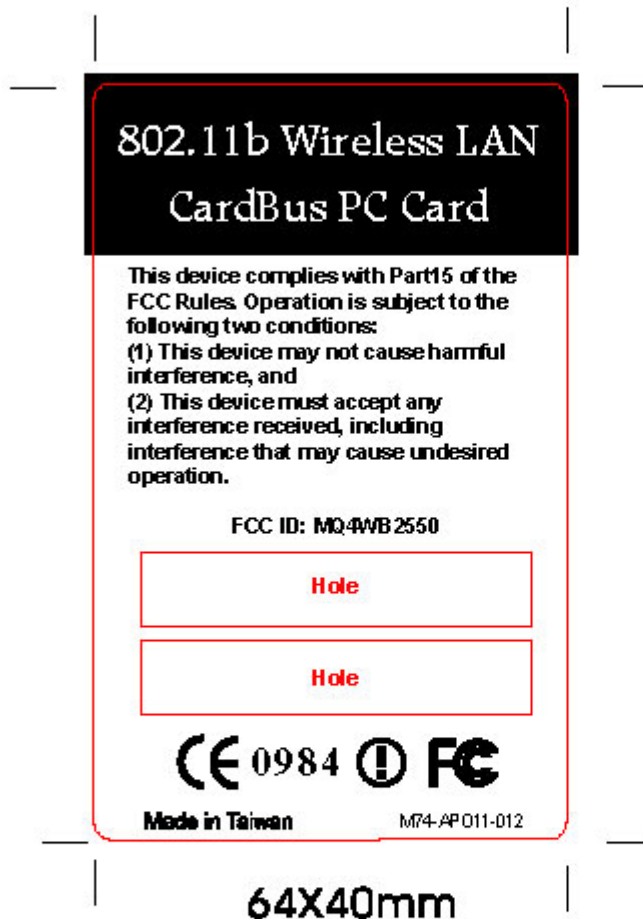 802.11b Wireless LAN
CardBus PC Card
This device complies with Part15 of the
FCC Rules. Operation is subject to the
following two conditions:
(1) This device may not cause harmful
interference, and
(2) This device must accept any
interference received, including
interference that may cause undesired
operation.
FCC ID: MQ4WB2550
Hole
Hole
CE 0984 FC
Made in Taiwan M74-APO11-012
64X40mm